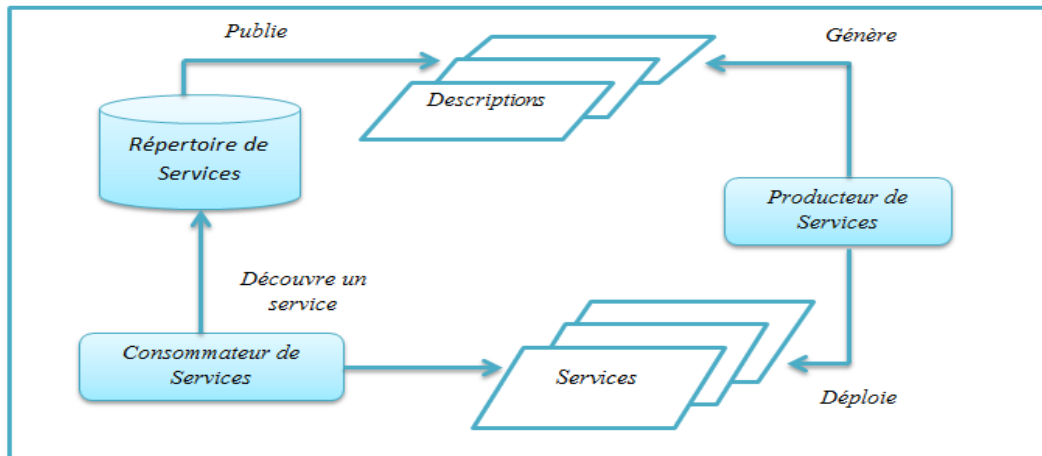 Publie
Génère
Descriptions
Répertoire de
Services
Producteur de
Services
Découvre un
service
Consommateur de
Services
Services
Déploie